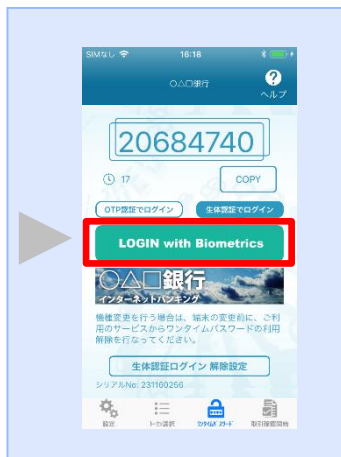 SIMなし 16:18
○△□銀行
ヘルプ
20684740
17 COPY
OTP認証でログイン 生体認証でログイン
LOGIN with Biometrics
○△□銀行
インターネットバンキング
機種変更を行う場合は、端末の変更前に、ご利
用のサービスからワンタイムパスワードの利用
解除を行なってください。
生体認証ログイン 解除設定
シリアルNo: 231160256
設定 トークン選択 ワンタイムパスワード 取引確認開始